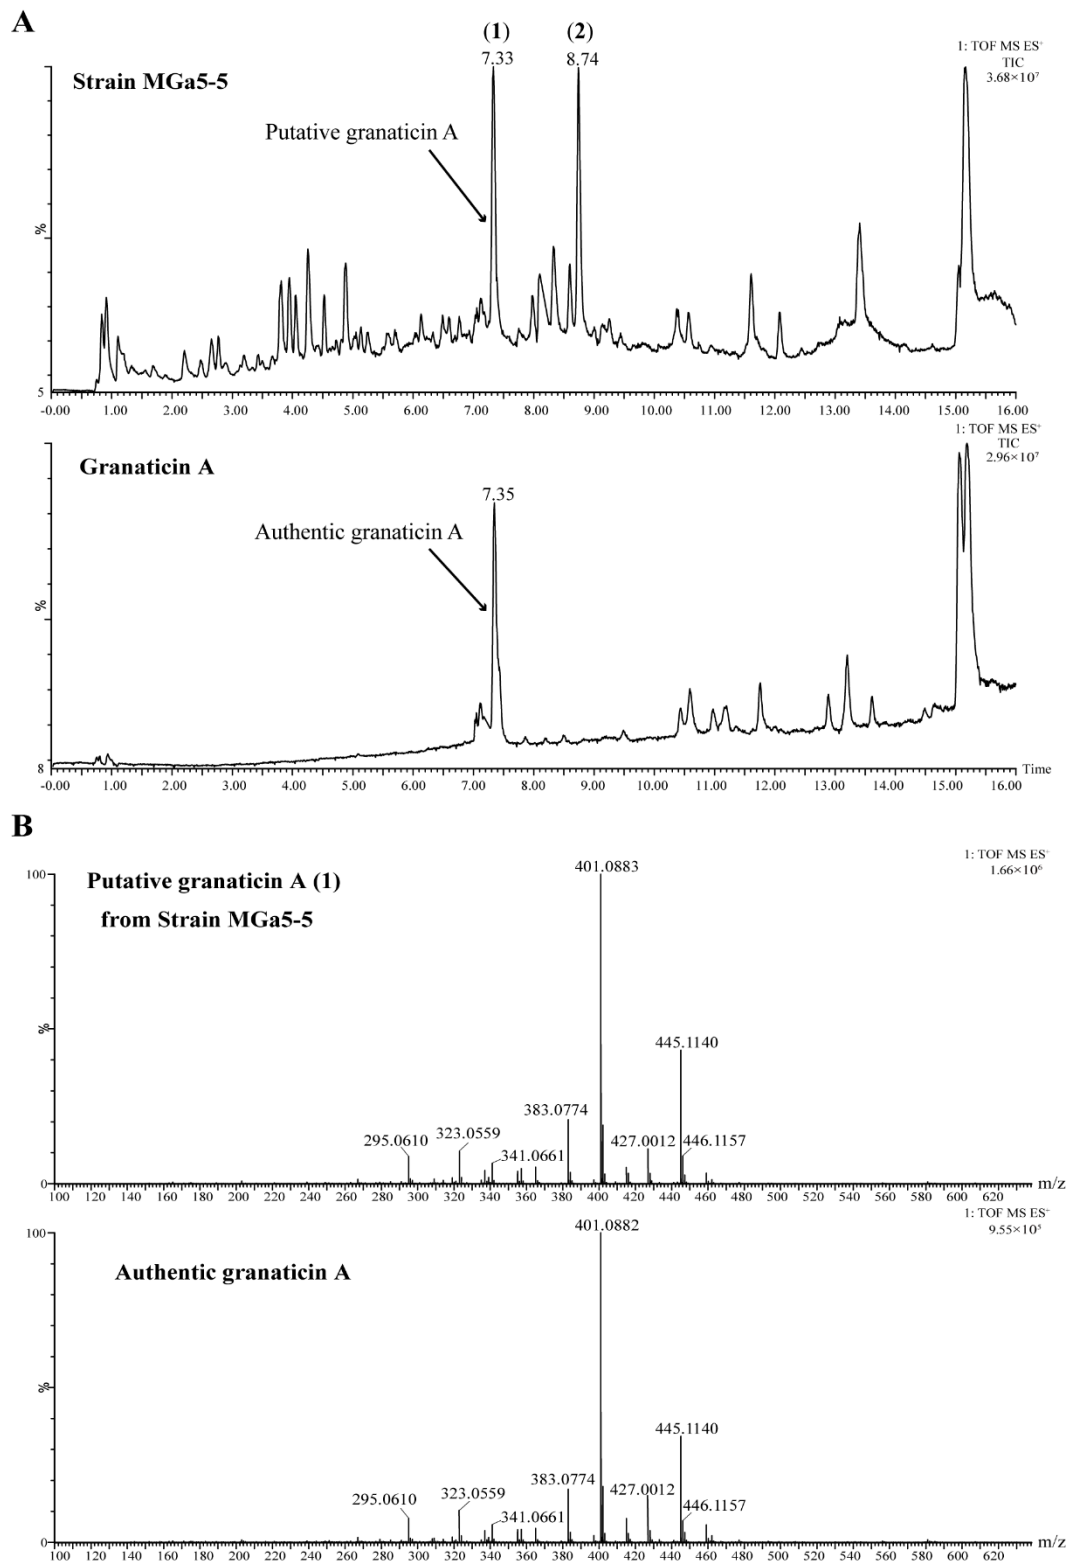 A
(1)
(2)
7.33
8.74
1: TOF MS ES+
TIC
3.68×10⁷
Strain MGa5-5
Putative granaticin A
%
5
-0.00 1.00 2.00 3.00 4.00 5.00 6.00 7.00 8.00 9.00 10.00 11.00 12.00 13.00 14.00 15.00 16.00
1: TOF MS ES+
TIC
2.96×10⁷
Granaticin A
7.35
Authentic granaticin A
%
8
Time
-0.00 1.00 2.00 3.00 4.00 5.00 6.00 7.00 8.00 9.00 10.00 11.00 12.00 13.00 14.00 15.00 16.00
B
1: TOF MS ES+
1.66×10⁶
401.0883
100
Putative granaticin A (1)
from Strain MGa5-5
%
445.1140
383.0774
295.0610
323.0559
341.0661
427.0012
446.1157
0
m/z
100 120 140 160 180 200 220 240 260 280 300 320 340 360 380 400 420 440 460 480 500 520 540 560 580 600 620
1: TOF MS ES+
9.55×10⁵
401.0882
100
Authentic granaticin A
%
445.1140
383.0774
427.0012
295.0610
323.0559
341.0661
446.1157
0
m/z
100 120 140 160 180 200 220 240 260 280 300 320 340 360 380 400 420 440 460 480 500 520 540 560 580 600 620